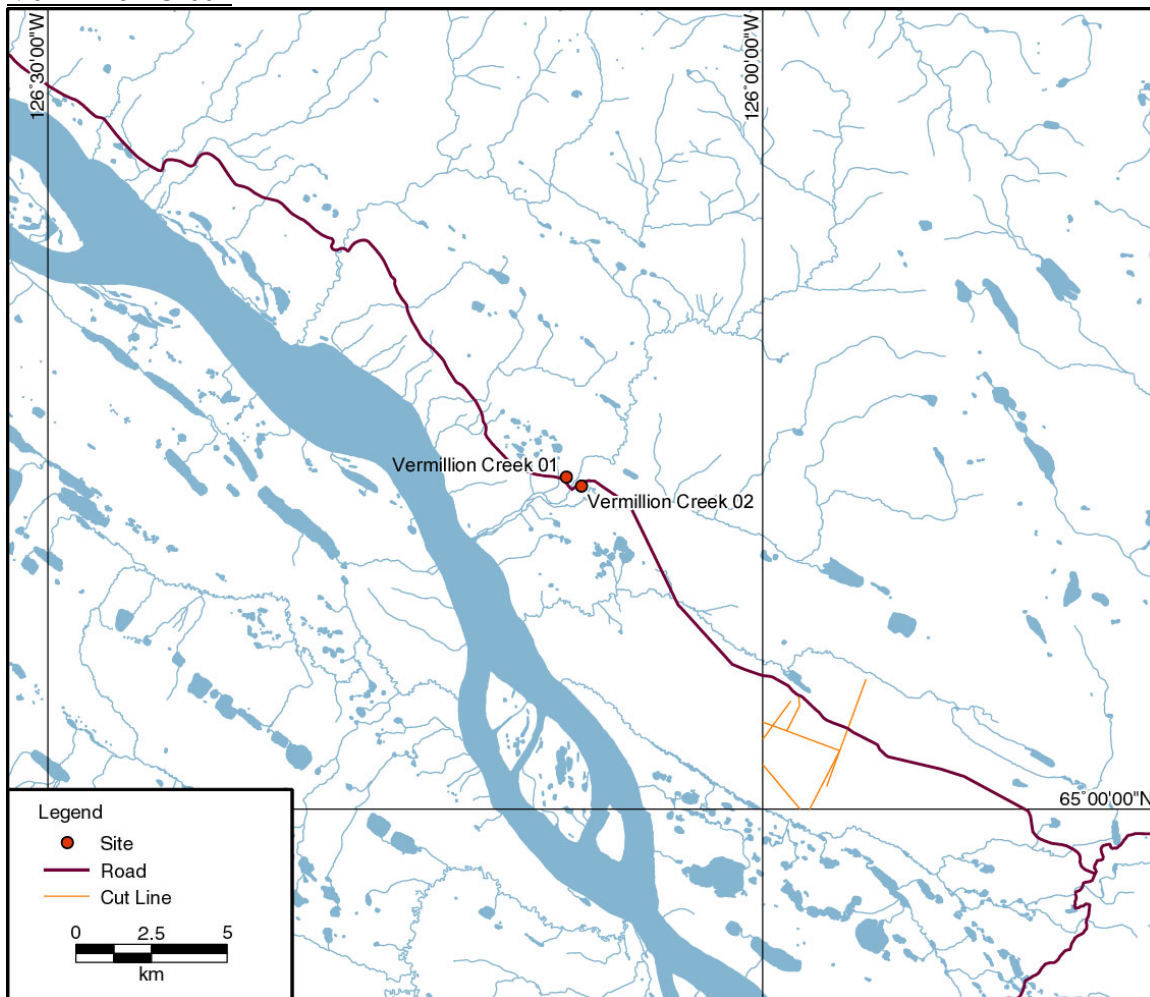 126°30'00"W
126°00'00"W
Vermillion Creek 01
Vermillion Creek 02
65°00'00"N
Legend
Site
Road
Cut Line
0 2.5 5
km